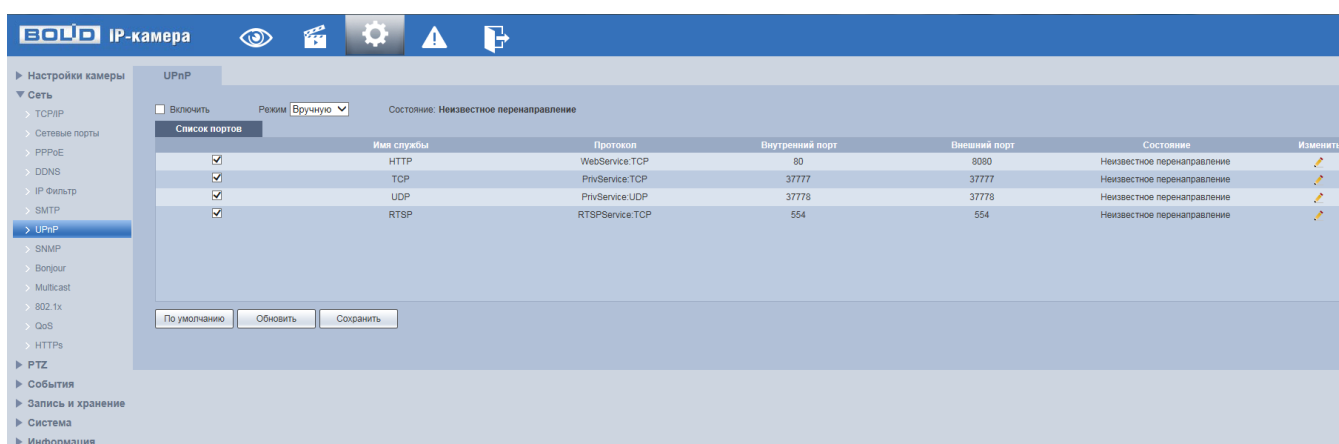 BOLID IP-камера
Настройки камеры
Сеть
TCP/IP
Сетевые порты
PPPoE
DDNS
IP Фильтр
SMTP
UPnP
SNMP
Bonjour
Multicast
802.1x
QoS
HTTPs
PTZ
События
Запись и хранение
Система
Информация
UPnP
Включить Режим Вручную Состояние: Неизвестное перенаправление
Список портов
Имя службы Протокол Внутренний порт Внешний порт Состояние Изменить
HTTP WebService:TCP 80 8080 Неизвестное перенаправление
TCP PrivService:TCP 37777 37777 Неизвестное перенаправление
UDP PrivService:UDP 37778 37778 Неизвестное перенаправление
RTSP RTSPService:TCP 554 554 Неизвестное перенаправление
По умолчанию Обновить Сохранить